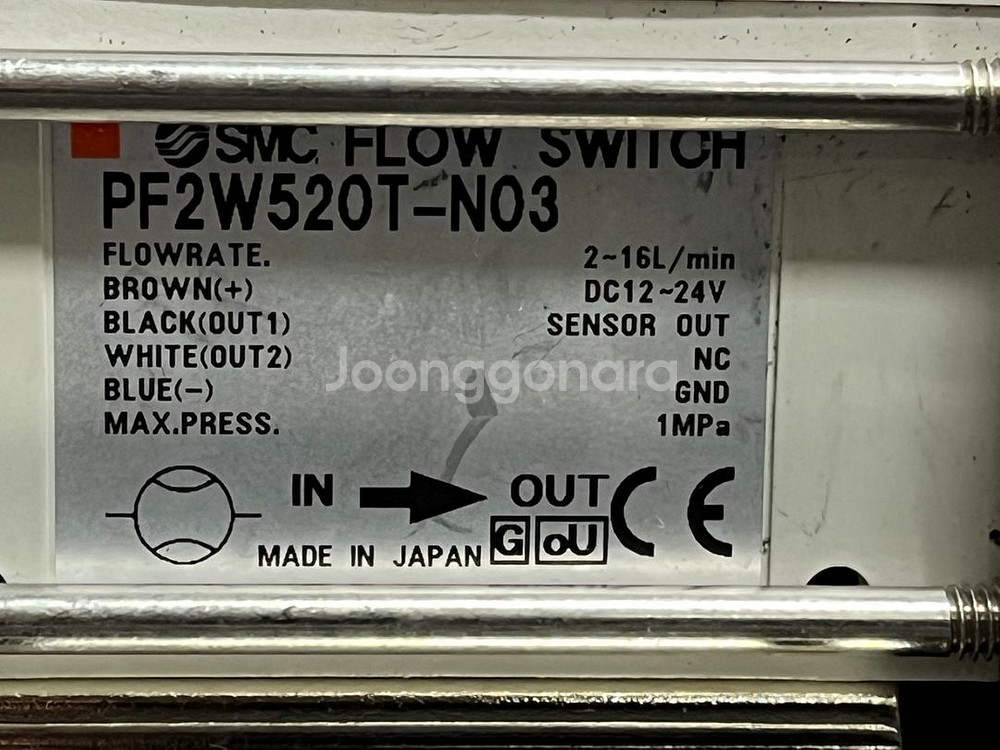 SMC FLOW SWITCH
PF2W520T-N03
FLOWRATE. 2~16L/min
BROWN(+) DC12~24V
BLACK(OUT1) SENSOR OUT
WHITE(OUT2) NC
BLUE(-) GND
MAX.PRESS. 1MPa
Joonggonara
IN OUT CE
MADE IN JAPAN G oU